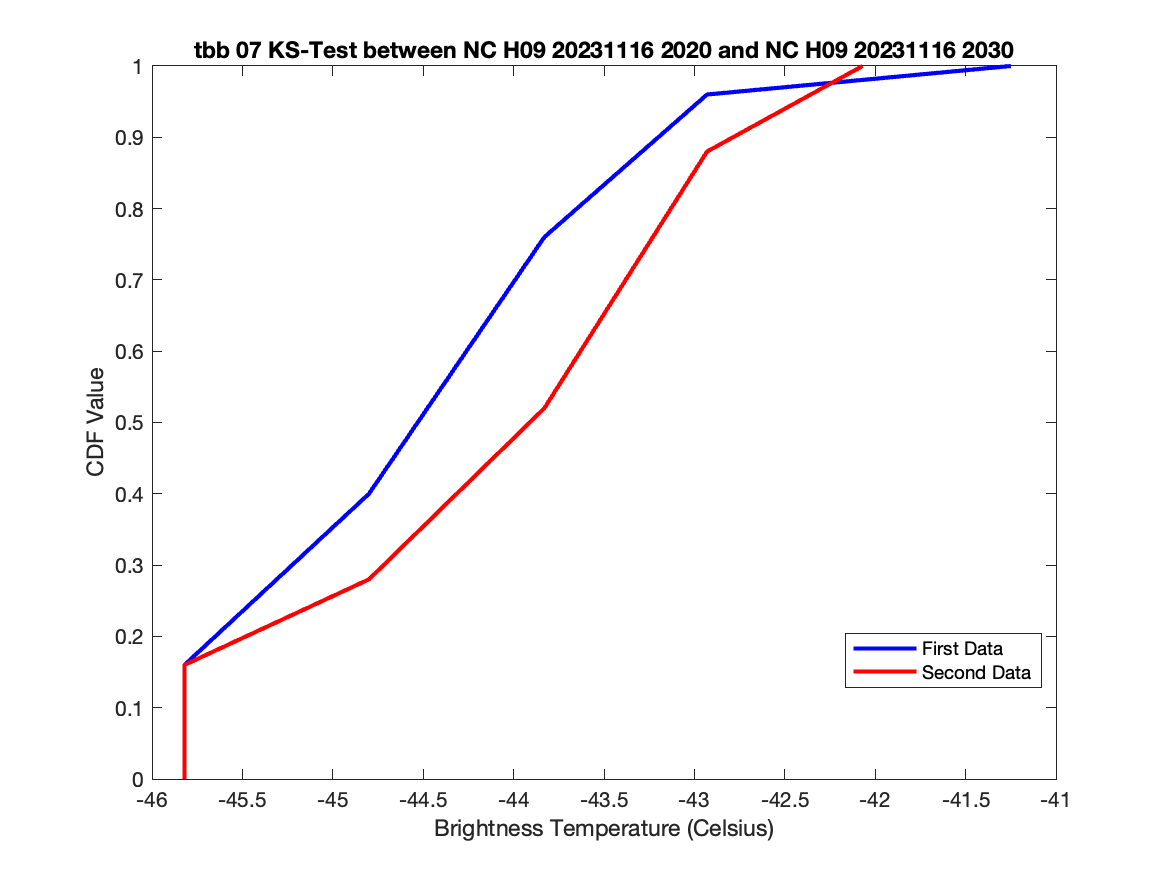 tbb 07 KS-Test between NC H09 20231116 2020 and NC H09 20231116 2030
1
0.9
0.8
0.7
0.6
0.5
0.4
0.3
0.2
0.1
0
CDF Value
First Data
Second Data
-46 -45.5 -45 -44.5 -44 -43.5 -43 -42.5 -42 -41.5 -41
Brightness Temperature (Celsius)